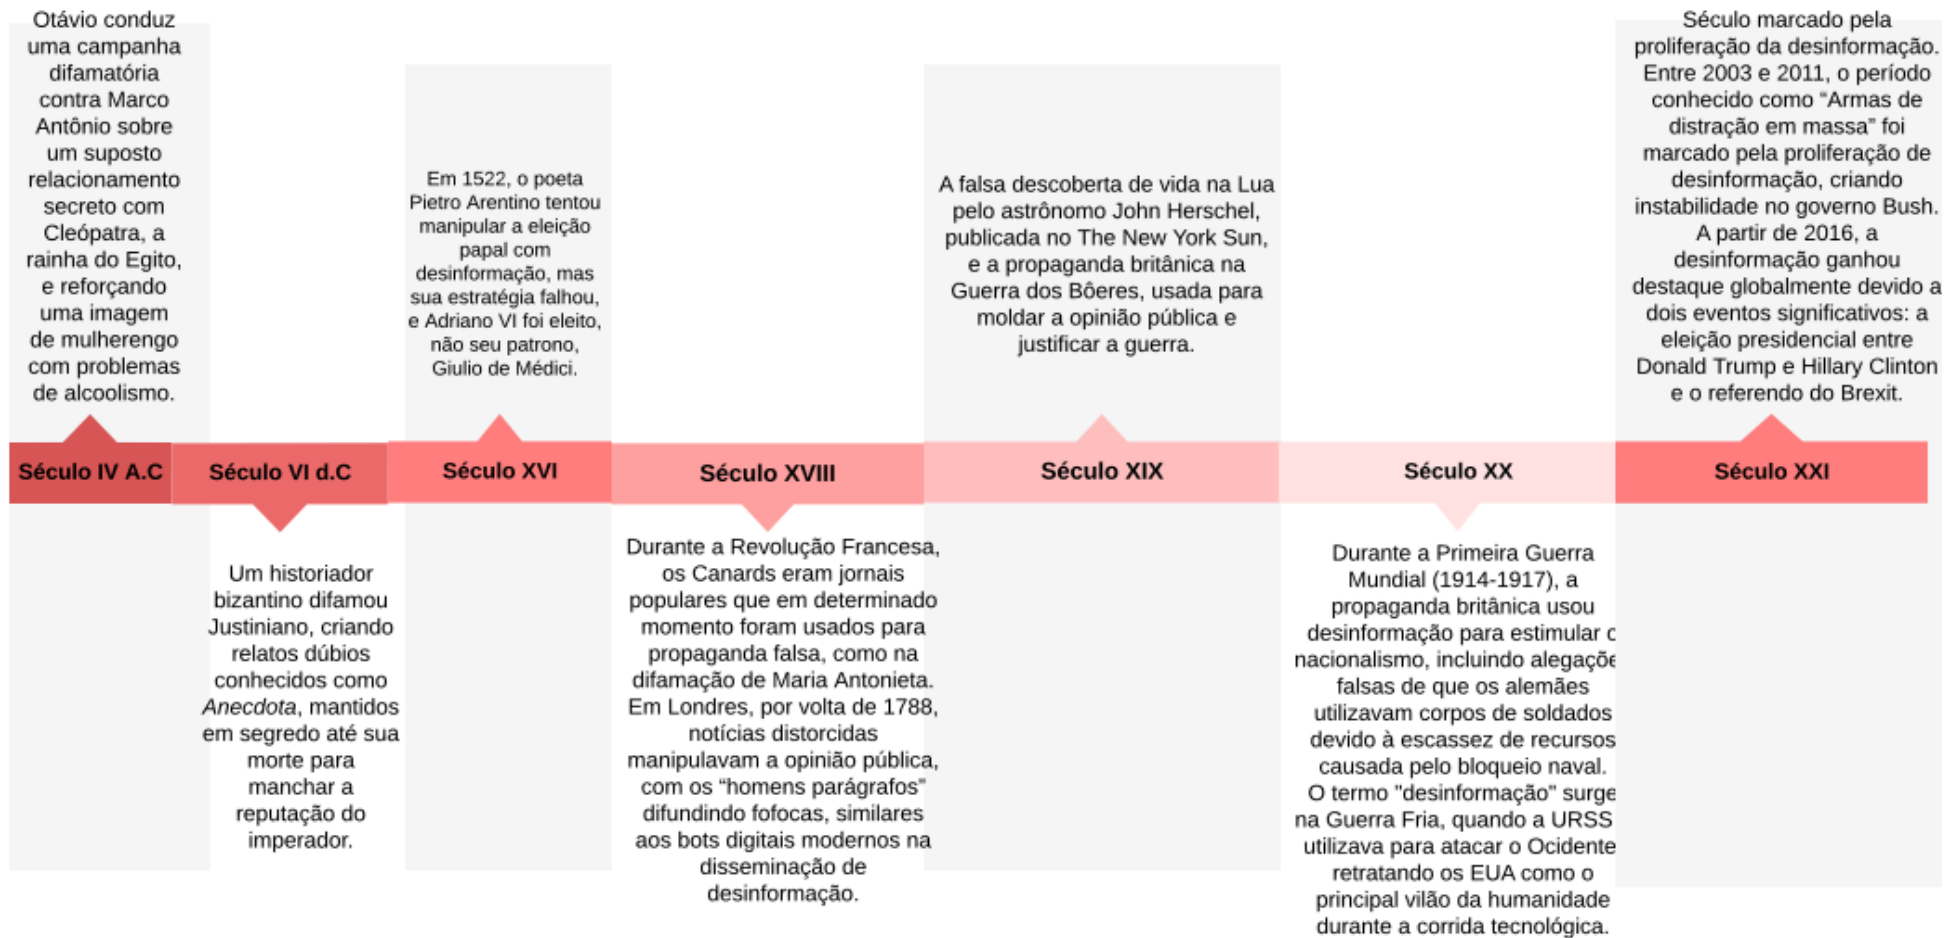 Otávio conduz
uma campanha
difamatória
contra Marco
Antônio sobre
um suposto
relacionamento
secreto com
Cleópatra, a
rainha do Egito,
e reforçando
uma imagem
de mulherengo
com problemas
de alcoolismo.
Século IV A.C
Século VI d.C
Um historiador
bizantino difamou
Justiniano, criando
relatos dúbios
conhecidos como
Anecdota, mantidos
em segredo até sua
morte para
manchar a
reputação do
imperador.
Em 1522, o poeta
Pietro Arentino tentou
manipular a eleição
papal com
desinformação, mas
sua estratégia falhou,
e Adriano VI foi eleito,
não seu patrono,
Giulio de Médici.
Século XVI
Século XVIII
Durante a Revolução Francesa,
os Canards eram jornais
populares que em determinado
momento foram usados para
propaganda falsa, como na
difamação de Maria Antonieta.
Em Londres, por volta de 1788,
notícias distorcidas
manipulavam a opinião pública,
com os “homens parágrafos”
difundindo fofocas, similares
aos bots digitais modernos na
disseminação de
desinformação.
A falsa descoberta de vida na Lua
pelo astrônomo John Herschel,
publicada no The New York Sun,
e a propaganda britânica na
Guerra dos Bôeres, usada para
moldar a opinião pública e
justificar a guerra.
Século XIX
Século XX
Durante a Primeira Guerra
Mundial (1914-1917), a
propaganda britânica usou
desinformação para estimular
nacionalismo, incluindo
falsas de que os alemães
utilizavam corpos de soldados
devido à escassez de recursos
causada pelo bloqueio naval.
O termo "desinformação" surge
na Guerra Fria, quando a URSS
utilizava para atacar o Ocidente
retratando os EUA como o
principal vilão da humanidade
durante a corrida tecnológica.
Século marcado pela
proliferação da desinformação.
Entre 2003 e 2011, o período
conhecido como “Armas de
distração em massa” foi
marcado pela proliferação de
desinformação, criando
instabilidade no governo Bush.
A partir de 2016, a
desinformação ganhou
destaque globalmente devido a
dois eventos significativos: a
eleição presidencial entre
Donald Trump e Hillary Clinton
e o referendo do Brexit.
Século XXI